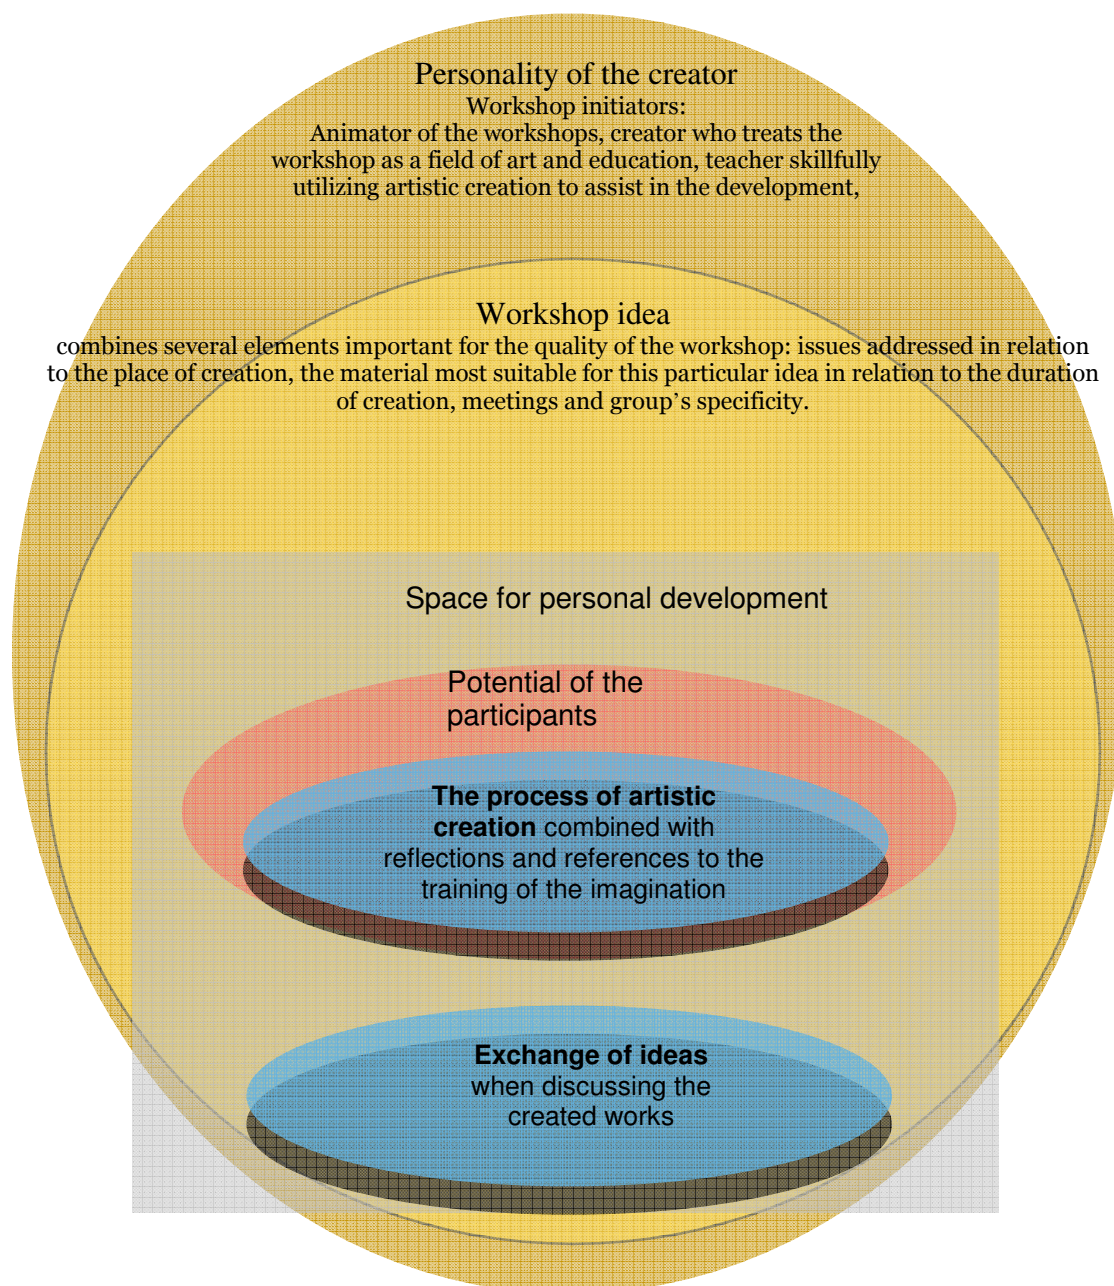 Personality of the creator
Workshop initiators:
Animator of the workshops, creator who treats the
workshop as a field of art and education, teacher skillfully
utilizing artistic creation to assist in the development,
Workshop idea
combines several elements important for the quality of the workshop: issues addressed in relation
to the place of creation, the material most suitable for this particular idea in relation to the duration
of creation, meetings and group’s specificity.
Space for personal development
Potential of the
participants
The process of artistic
creation combined with
reflections and references to the
training of the imagination
Exchange of ideas
when discussing the
created works